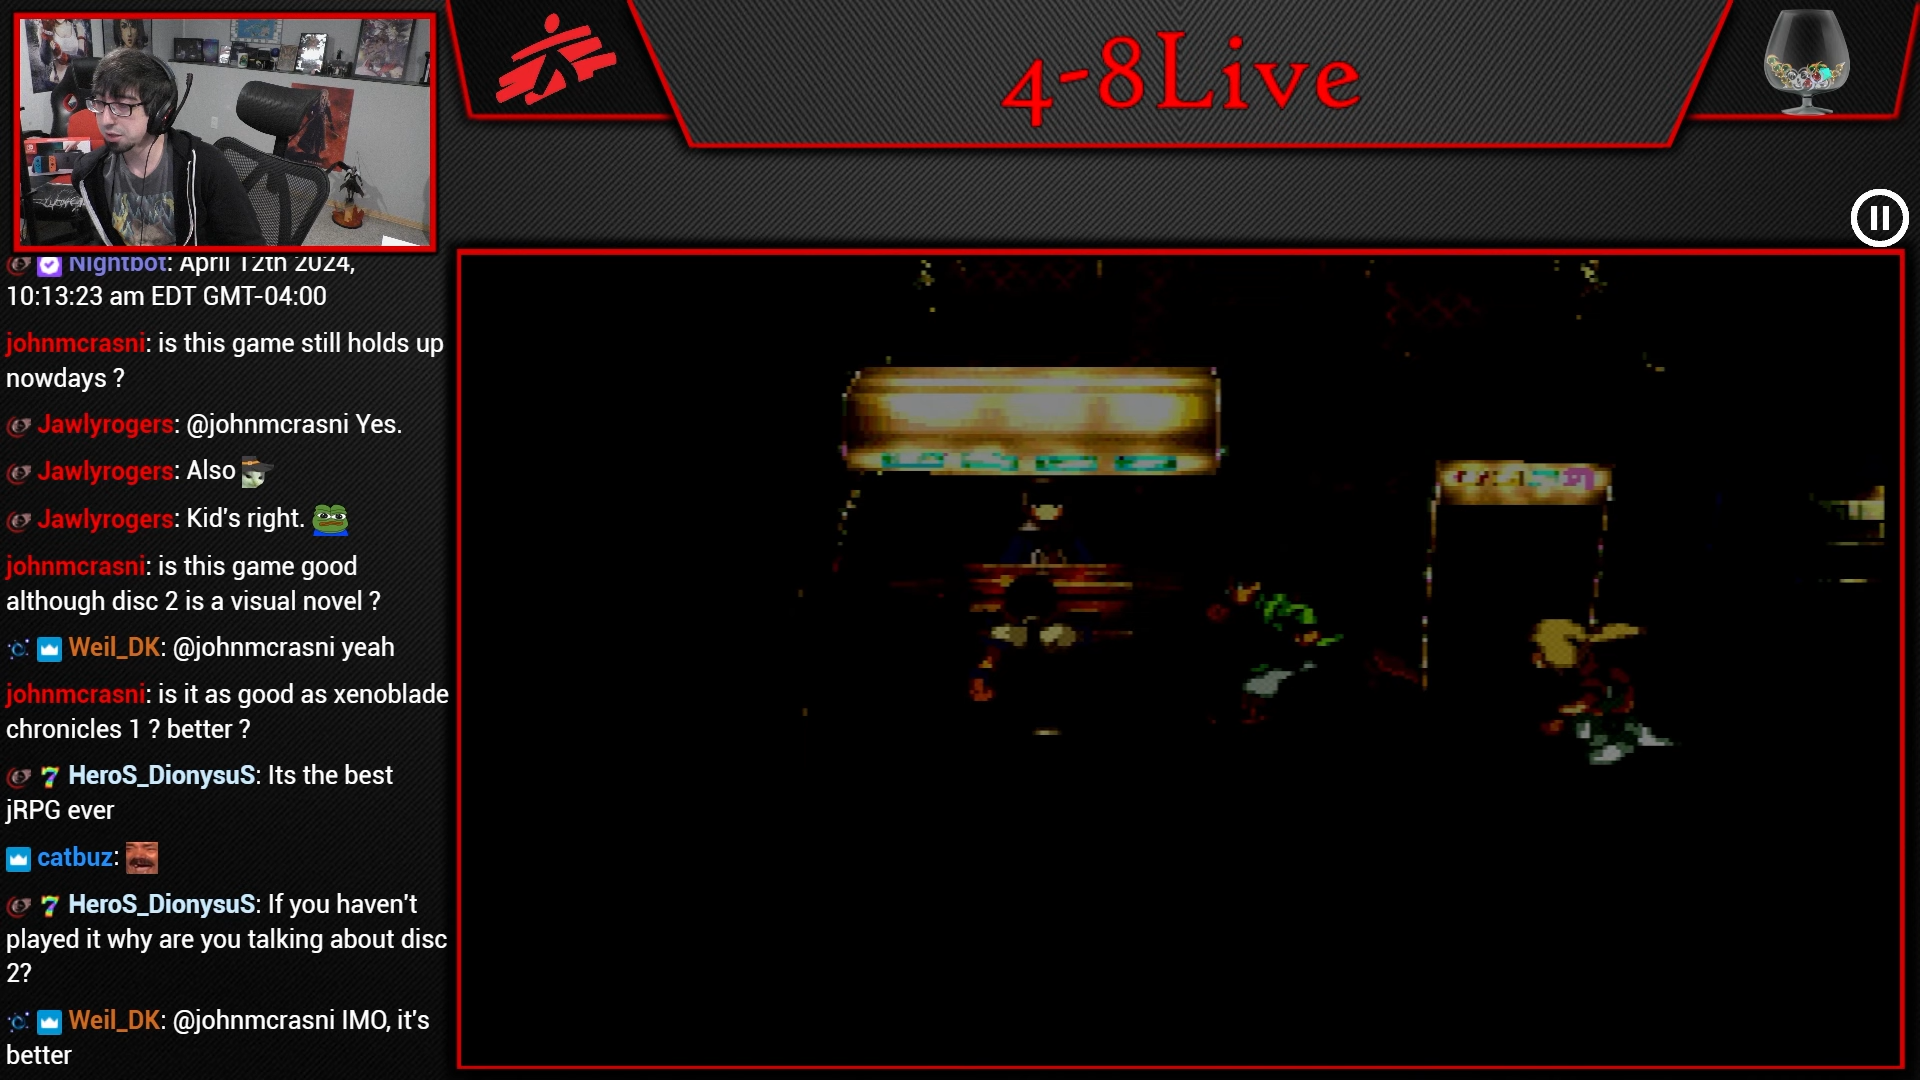 4-8Live
Nightbot: April 12th 2024,
10:13:23 am EDT GMT-04:00
johnmcrasni: is this game still holds up
nowdays ?
Jawlyrogers: @johnmcrasni Yes.
Jawlyrogers: Also
Jawlyrogers: Kid's right.
johnmcrasni: is this game good
although disc 2 is a visual novel ?
Weil_DK: @johnmcrasni yeah
johnmcrasni: is it as good as xenoblade
chronicles 1 ? better ?
7 HeroS_DionysuS: Its the best
jRPG ever
catbuz:
7 HeroS_DionysuS: If you haven't
played it why are you talking about disc
2?
Weil_DK: @johnmcrasni IMO, it's
better